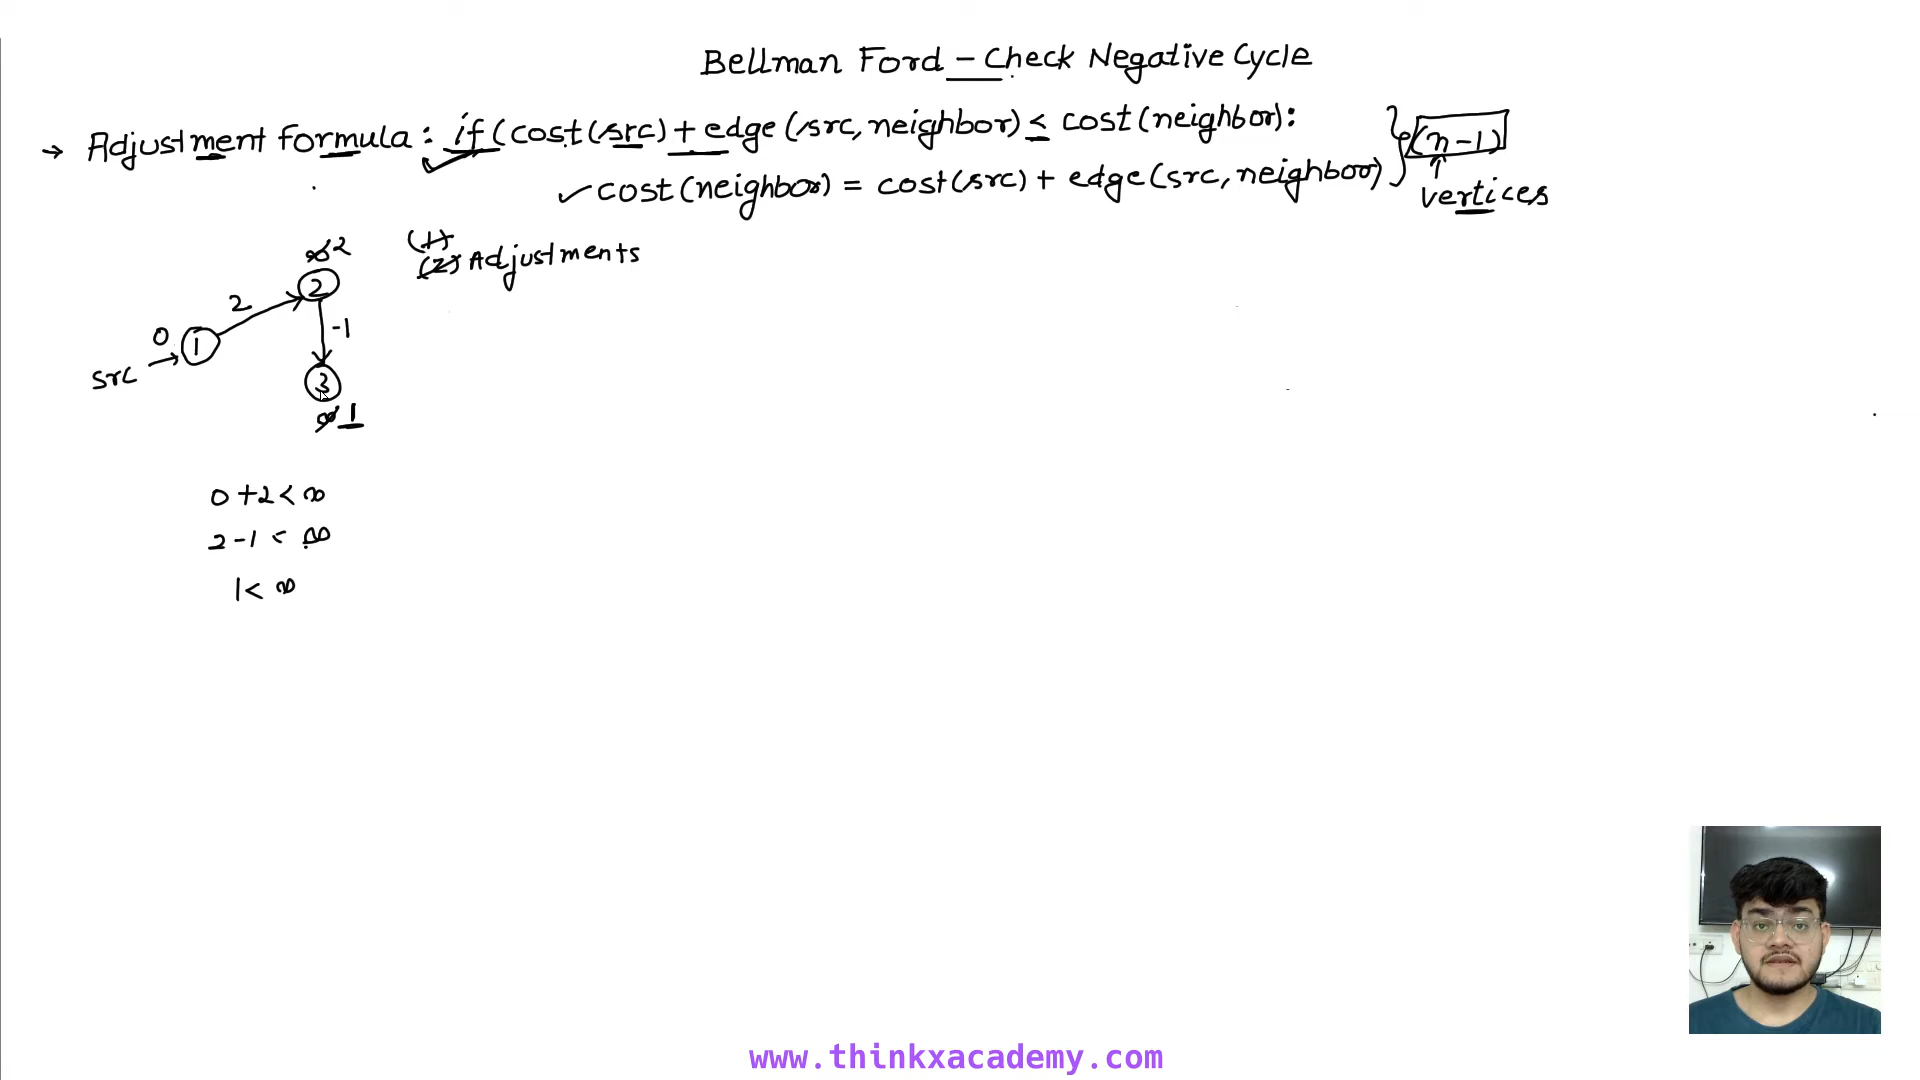 Bellman Ford - Check Negative Cycle
→ Adjustment formula: if(cost(src) + edge(src, neighbor) < cost(neighbor):
cost(neighbor) = cost(src) + edge(src, neighbor)
(n-1)
↑
vertices
(1)
(2) Adjustments
∞ 2
2
2
-1
0
1
src →
3
∞ 1
0 + 2 < ∞
2 - 1 < ∞
1 < ∞
www.thinkxacademy.com